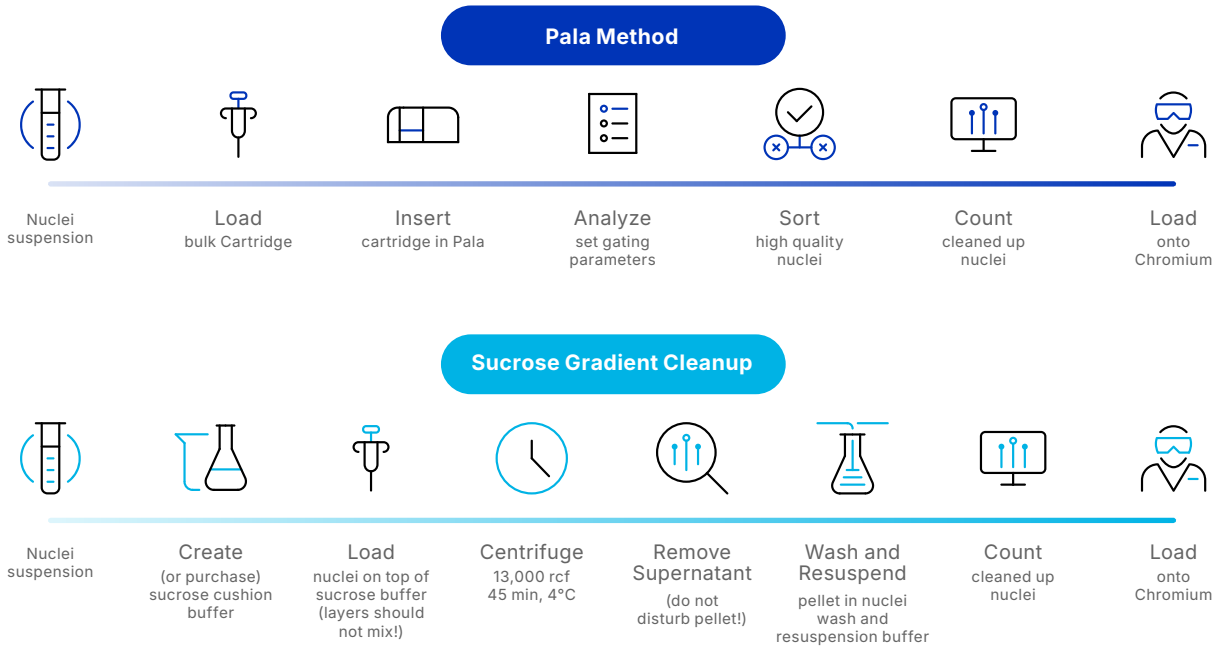 Pala Method
Nuclei
suspension
Load
bulk Cartridge
Insert
cartridge in Pala
Analyze
set gating
parameters
Sort
high quality
nuclei
Count
cleaned up
nuclei
Load
onto
Chromium
Sucrose Gradient Cleanup
Nuclei
suspension
Create
(or purchase)
sucrose cushion
buffer
Load
nuclei on top of
sucrose buffer
(layers should
not mix!)
Centrifuge
13,000 rcf
45 min, 4°C
Remove
Supernatant
(do not
disturb pellet!)
Wash and
Resuspend
pellet in nuclei
wash and
resuspension buffer
Count
cleaned up
nuclei
Load
onto
Chromium